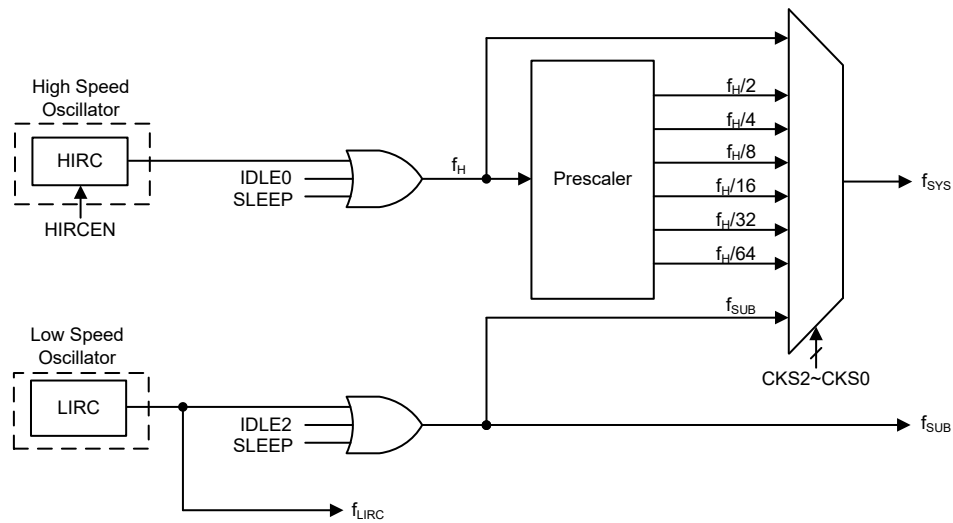 High Speed
Oscillator
HIRC
HIRCEN
IDLE0
SLEEP
fH
Prescaler
fH/2
fH/4
fH/8
fH/16
fH/32
fH/64
fSUB
CKS2~CKS0
fSYS
Low Speed
Oscillator
LIRC
IDLE2
SLEEP
fSUB
fLIRC